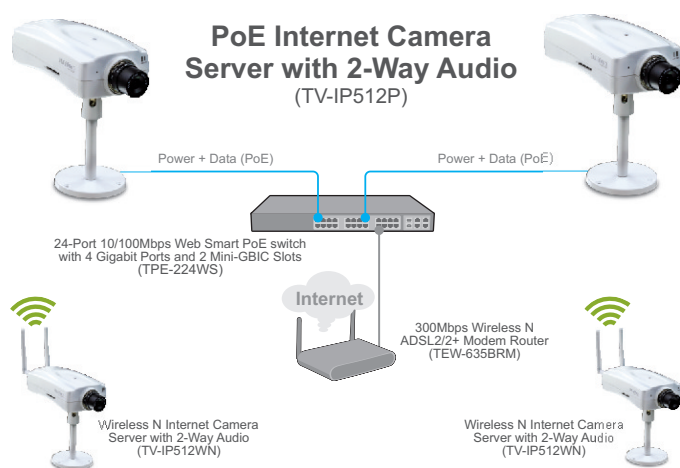 PoE Internet Camera
Server with 2-Way Audio
(TV-IP512P)
Power + Data (PoE)
Power + Data (PoE)
24-Port 10/100Mbps Web Smart PoE switch
with 4 Gigabit Ports and 2 Mini-GBIC Slots
(TPE-224WS)
Internet
300Mbps Wireless N
ADSL2/2+ Modem Router
(TEW-635BRM)
Wireless N Internet Camera
Server with 2-Way Audio
(TV-IP512WN)
Wireless N Internet Camera
Server with 2-Way Audio
(TV-IP512WN)